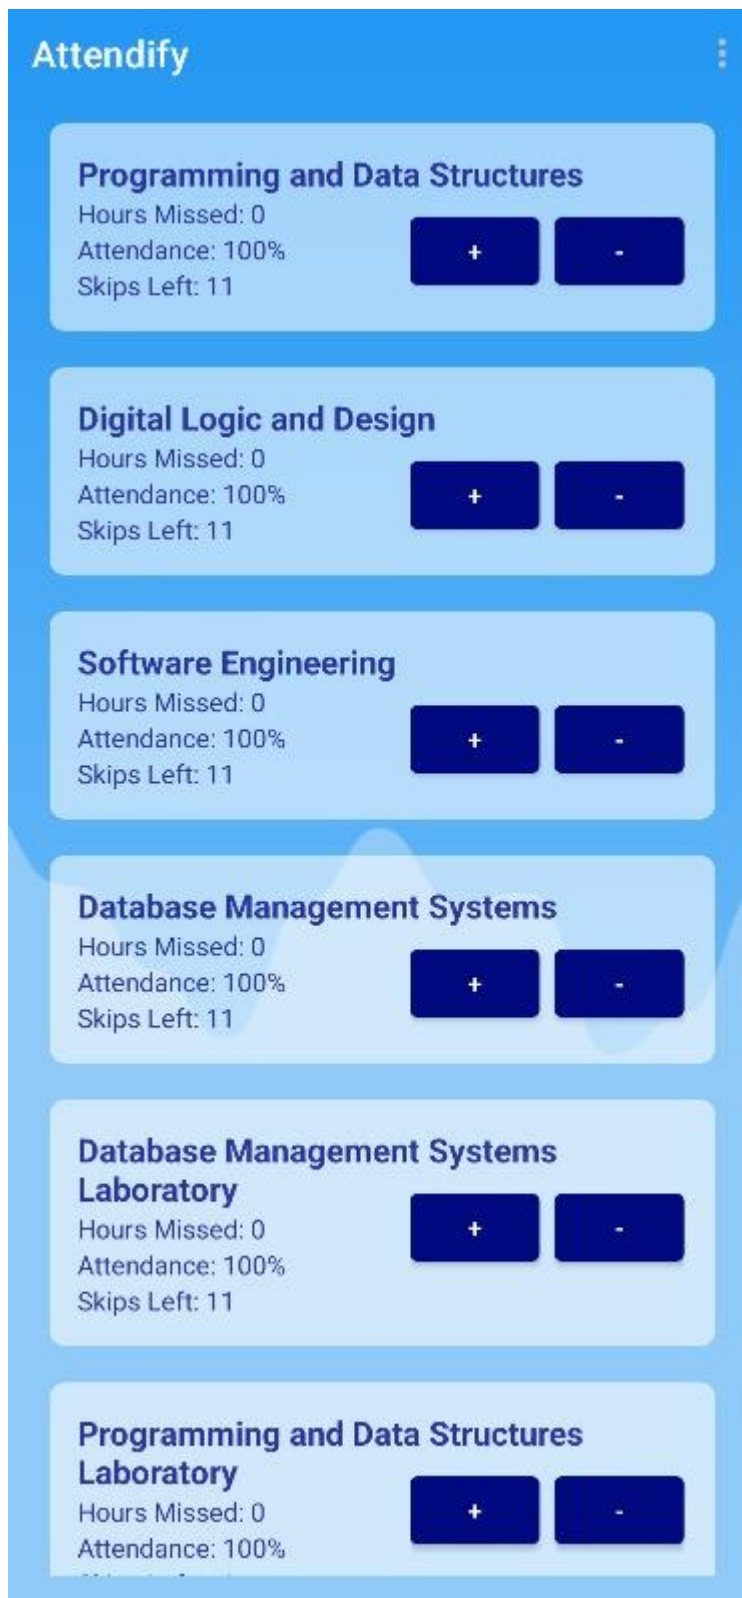 Attendify
Programming and Data Structures
Hours Missed: 0
Attendance: 100%
Skips Left: 11
+ -
Digital Logic and Design
Hours Missed: 0
Attendance: 100%
Skips Left: 11
+ -
Software Engineering
Hours Missed: 0
Attendance: 100%
Skips Left: 11
+ -
Database Management Systems
Hours Missed: 0
Attendance: 100%
Skips Left: 11
+ -
Database Management Systems
Laboratory
Hours Missed: 0
Attendance: 100%
Skips Left: 11
+ -
Programming and Data Structures
Laboratory
Hours Missed: 0
Attendance: 100%
+ -